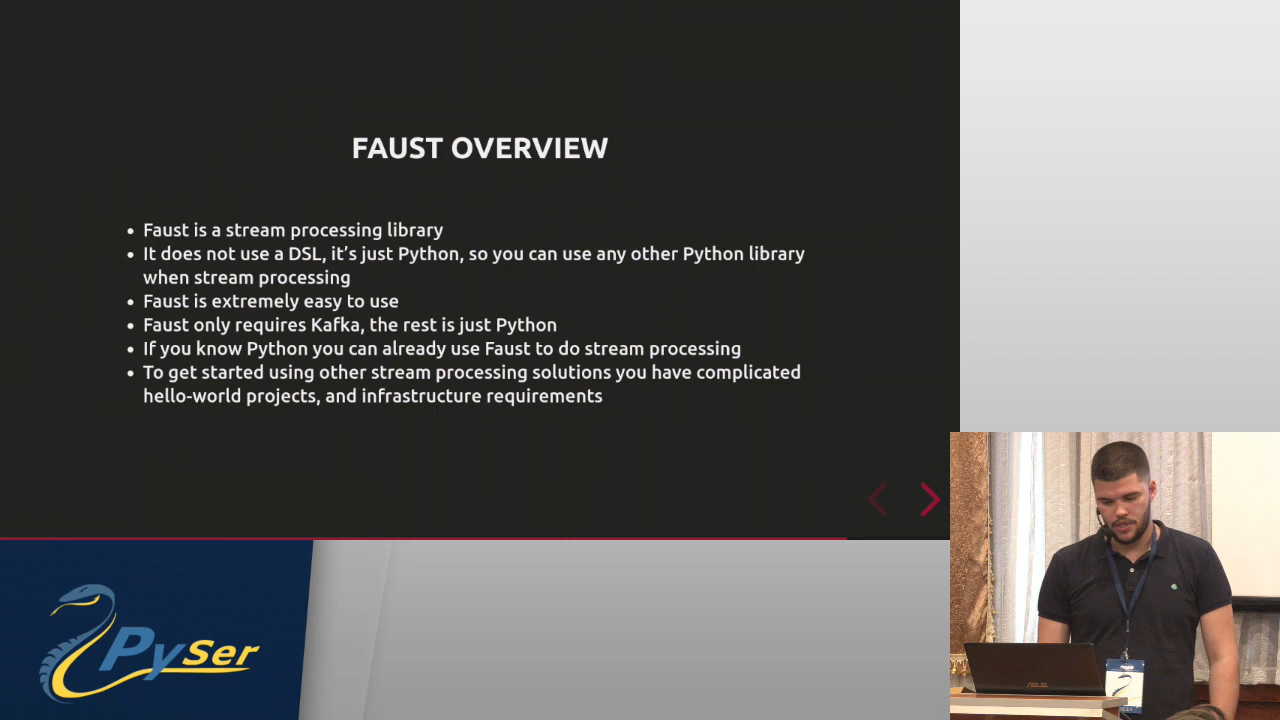 FAUST OVERVIEW
• Faust is a stream processing library
• It does not use a DSL, it’s just Python, so you can use any other Python library
when stream processing
• Faust is extremely easy to use
• Faust only requires Kafka, the rest is just Python
• If you know Python you can already use Faust to do stream processing
• To get started using other stream processing solutions you have complicated
hello-world projects, and infrastructure requirements
PySer
ASUS